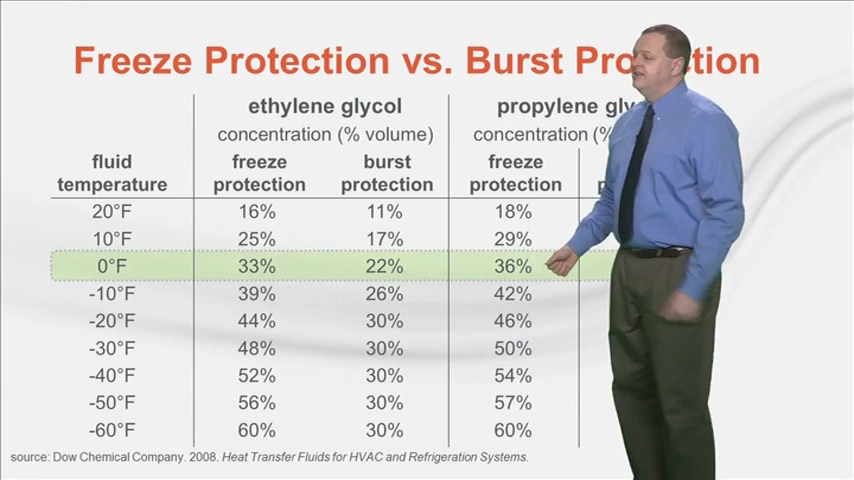 Freeze Protection vs. Burst
ethylene glycol propylene
concentration (% volume) concentration
fluid freeze burst freeze
temperature protection protection protection
20°F 16% 11% 18%
10°F 25% 17% 29%
0°F 33% 22% 36%
-10°F 39% 26% 42%
-20°F 44% 30% 46%
-30°F 48% 30% 50%
-40°F 52% 30% 54%
-50°F 56% 30% 57%
-60°F 60% 30% 60%
source: Dow Chemical Company. 2008. Heat Transfer Fluids for HVAC and Refrigeration Systems.